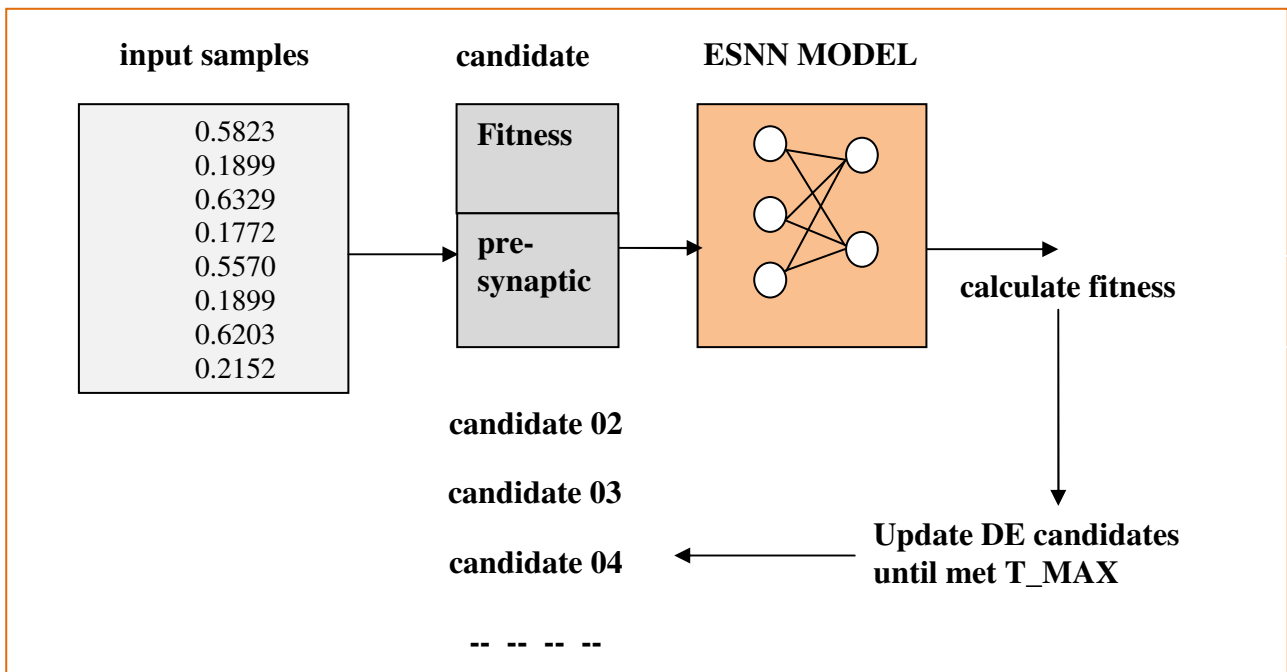 input samples
candidate
ESNN MODEL
0.5823
0.1899
0.6329
0.1772
0.5570
0.1899
0.6203
0.2152
Fitness
pre-
synaptic
calculate fitness
candidate 02
candidate 03
candidate 04
-- -- -- --
Update DE candidates
until met T_MAX